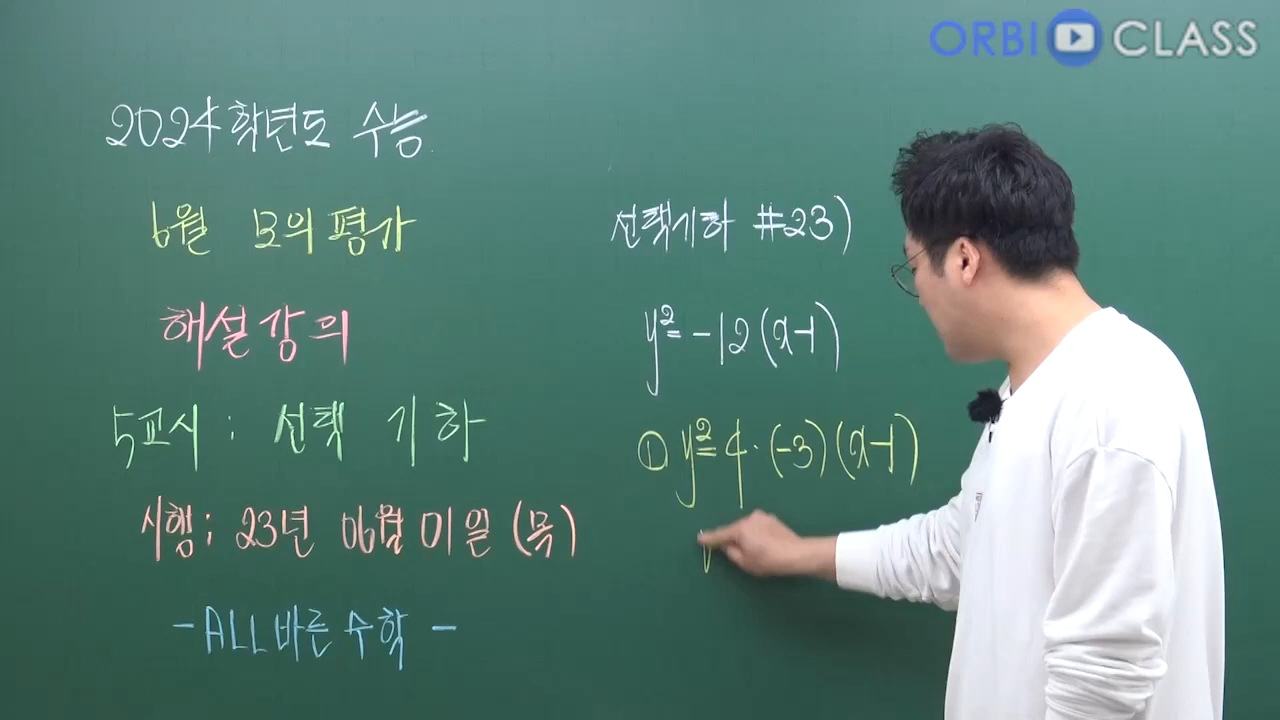 ORBI CLASS
2024학년도 수능
6월 모의평가
해설강의
5교시 : 선택 기하
시행 : 23년 06월 01일 (목)
- ALL바른수학 -
선택기하 #23)
y²=-12(x-1)
① y²=4·(-3)(x-1)